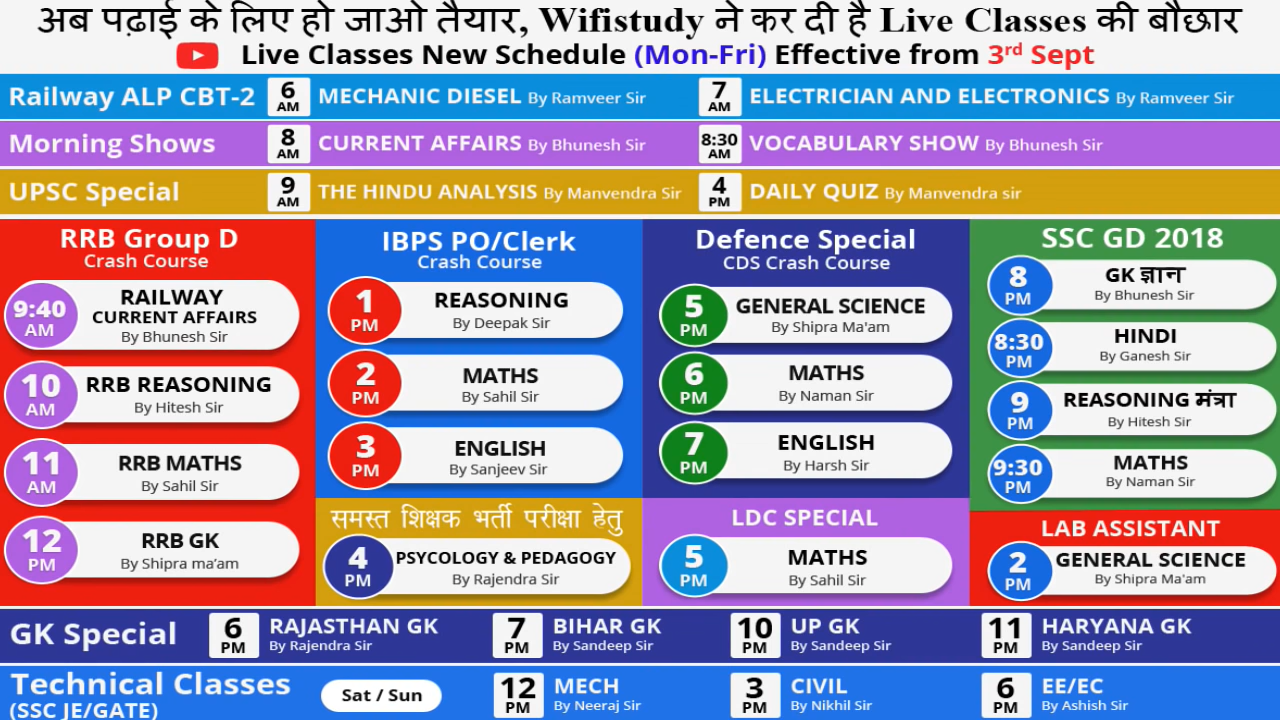 अब पढ़ाई के लिए हो जाओ तैयार, Wifistudy ने कर दी है Live Classes की बौछार
Live Classes New Schedule (Mon-Fri) Effective from 3rd Sept
Railway ALP CBT-2 6 AM MECHANIC DIESEL By Ramveer Sir 7 AM ELECTRICIAN AND ELECTRONICS By Ramveer Sir
Morning Shows 8 AM CURRENT AFFAIRS By Bhunesh Sir 8:30 AM VOCABULARY SHOW By Bhunesh Sir
UPSC Special 9 AM THE HINDU ANALYSIS By Manvendra Sir 4 PM DAILY QUIZ By Manvendra sir
RRB Group D
Crash Course
9:40 AM
RAILWAY
CURRENT AFFAIRS
By Bhunesh Sir
10 AM
RRB REASONING
By Hitesh Sir
11 AM
RRB MATHS
By Sahil Sir
12 PM
RRB GK
By Shipra ma'am
IBPS PO/Clerk
Crash Course
1 PM
REASONING
By Deepak Sir
2 PM
MATHS
By Sahil Sir
3 PM
ENGLISH
By Sanjeev Sir
समस्त शिक्षक भर्ती परीक्षा हेतु
4 PM
PSYCOLOGY & PEDAGOGY
By Rajendra Sir
Defence Special
CDS Crash Course
5 PM
GENERAL SCIENCE
By Shipra Ma'am
6 PM
MATHS
By Naman Sir
7 PM
ENGLISH
By Harsh Sir
LDC SPECIAL
5 PM
MATHS
By Sahil Sir
SSC GD 2018
8 PM
GK ज्ञान
By Bhunesh Sir
8:30 PM
HINDI
By Ganesh Sir
9 PM
REASONING मंत्रा
By Hitesh Sir
9:30 PM
MATHS
By Naman Sir
LAB ASSISTANT
2 PM
GENERAL SCIENCE
By Shipra Ma'am
GK Special
6 PM
RAJASTHAN GK
By Rajendra Sir
7 PM
BIHAR GK
By Sandeep Sir
10 PM
UP GK
By Sandeep Sir
11 PM
HARYANA GK
By Sandeep Sir
Technical Classes
(SSC JE/GATE)
Sat / Sun
12 PM
MECH
By Neeraj Sir
3 PM
CIVIL
By Nikhil Sir
6 PM
EE/EC
By Ashish Sir